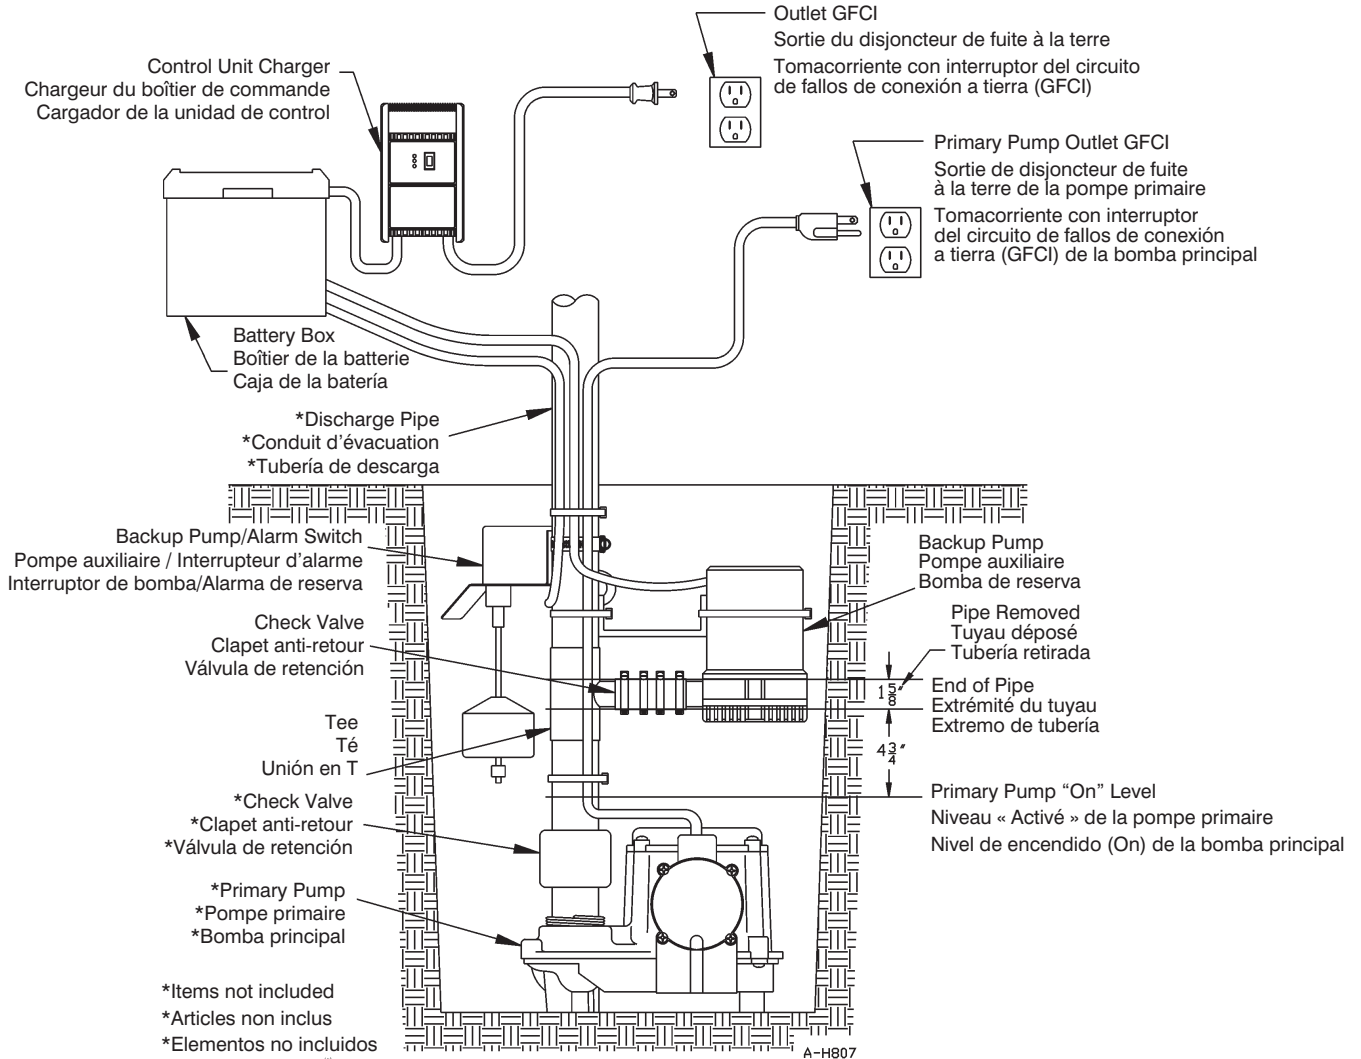 Outlet GFCI
Sortie du disjoncteur de fuite à la terre
Tomacorriente con interruptor del circuito
de fallos de conexión a tierra (GFCI)
Control Unit Charger
Chargeur du boîtier de commande
Cargador de la unidad de control
Primary Pump Outlet GFCI
Sortie de disjoncteur de fuite
à la terre de la pompe primaire
Tomacorriente con interruptor
del circuito de fallos de conexión
a tierra (GFCI) de la bomba principal
Battery Box
Boîtier de la batterie
Caja de la batería
*Discharge Pipe
*Conduit d'évacuation
*Tubería de descarga
Backup Pump/Alarm Switch
Pompe auxiliaire / Interrupteur d'alarme
Interruptor de bomba/Alarma de reserva
Backup Pump
Pompe auxiliaire
Bomba de reserva
Pipe Removed
Tuyau déposé
Tubería retirada
Check Valve
Clapet anti-retour
Válvula de retención
1 5/8"
End of Pipe
Extrémité du tuyau
Extremo de tubería
4 3/4"
Tee
Té
Unión en T
Primary Pump “On” Level
Niveau « Activé » de la pompe primaire
Nivel de encendido (On) de la bomba principal
*Check Valve
*Clapet anti-retour
*Válvula de retención
*Primary Pump
*Pompe primaire
*Bomba principal
*Items not included
*Articles non inclus
*Elementos no incluidos
A-H807